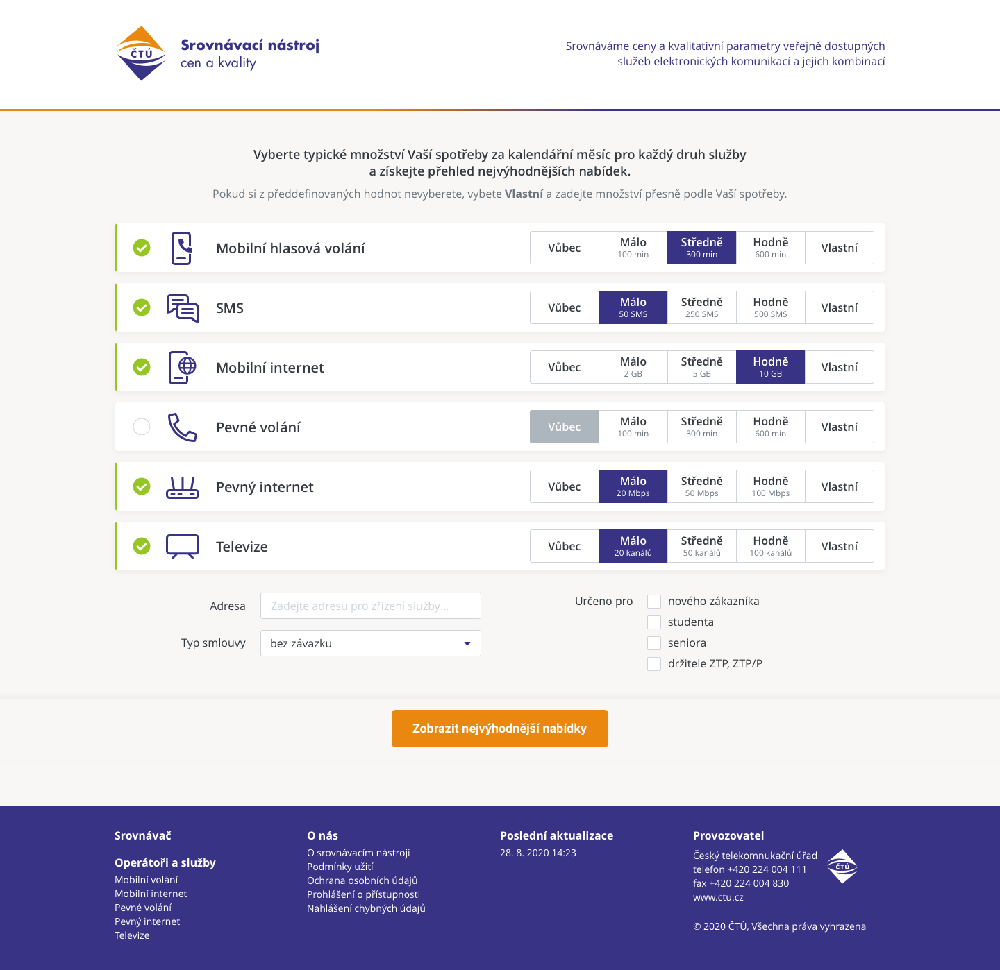 ČTÚ
Srovnávací nástroj
cen a kvality
Srovnáváme ceny a kvalitativní parametry veřejně dostupných
služeb elektronických komunikací a jejich kombinací
Vyberte typické množství Vaší spotřeby za kalendářní měsíc pro každý druh služby
a získejte přehled nejvýhodnějších nabídek.
Pokud si z předdefinovaných hodnot nevyberete, vybete Vlastní a zadejte množství přesně podle Vaší spotřeby.
Mobilní hlasová volání
Vůbec
Málo
100 min
Středně
300 min
Hodně
600 min
Vlastní
SMS
Vůbec
Málo
50 SMS
Středně
250 SMS
Hodně
500 SMS
Vlastní
Mobilní internet
Vůbec
Málo
2 GB
Středně
5 GB
Hodně
10 GB
Vlastní
Pevné volání
Vůbec
Málo
100 min
Středně
300 min
Hodně
600 min
Vlastní
Pevný internet
Vůbec
Málo
20 Mbps
Středně
50 Mbps
Hodně
100 Mbps
Vlastní
Televize
Vůbec
Málo
20 kanálů
Středně
50 kanálů
Hodně
100 kanálů
Vlastní
Adresa
Zadejte adresu pro zřízení služby...
Typ smlouvy
bez závazku
Určeno pro
nového zákazníka
studenta
seniora
držitele ZTP, ZTP/P
Zobrazit nejvýhodnější nabídky
Srovnávač
Operátoři a služby
Mobilní volání
Mobilní internet
Pevné volání
Pevný internet
Televize
O nás
O srovnávacím nástroji
Podmínky užití
Ochrana osobních údajů
Prohlášení o přístupnosti
Nahlášení chybných údajů
Poslední aktualizace
28. 8. 2020 14:23
Provozovatel
Český telekomnukační úřad
telefon +420 224 004 111
fax +420 224 004 830
www.ctu.cz
ČTÚ
© 2020 ČTÚ, Všechna práva vyhrazena